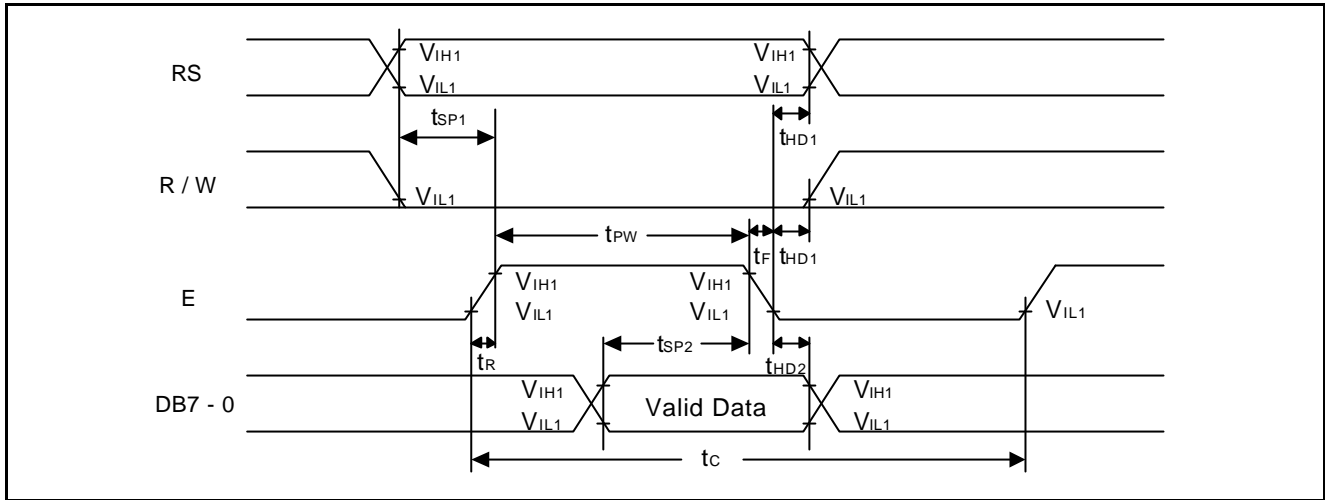 RS
VIH1
VIH1
VIL1
VIL1
tSP1
tHD1
R / W
VIL1
VIL1
tPW
tF
tHD1
E
VIH1
VIH1
VIL1
VIL1
VIL1
tR
tSP2
tHD2
DB7 - 0
VIH1
Valid Data
VIH1
VIL1
VIL1
tC